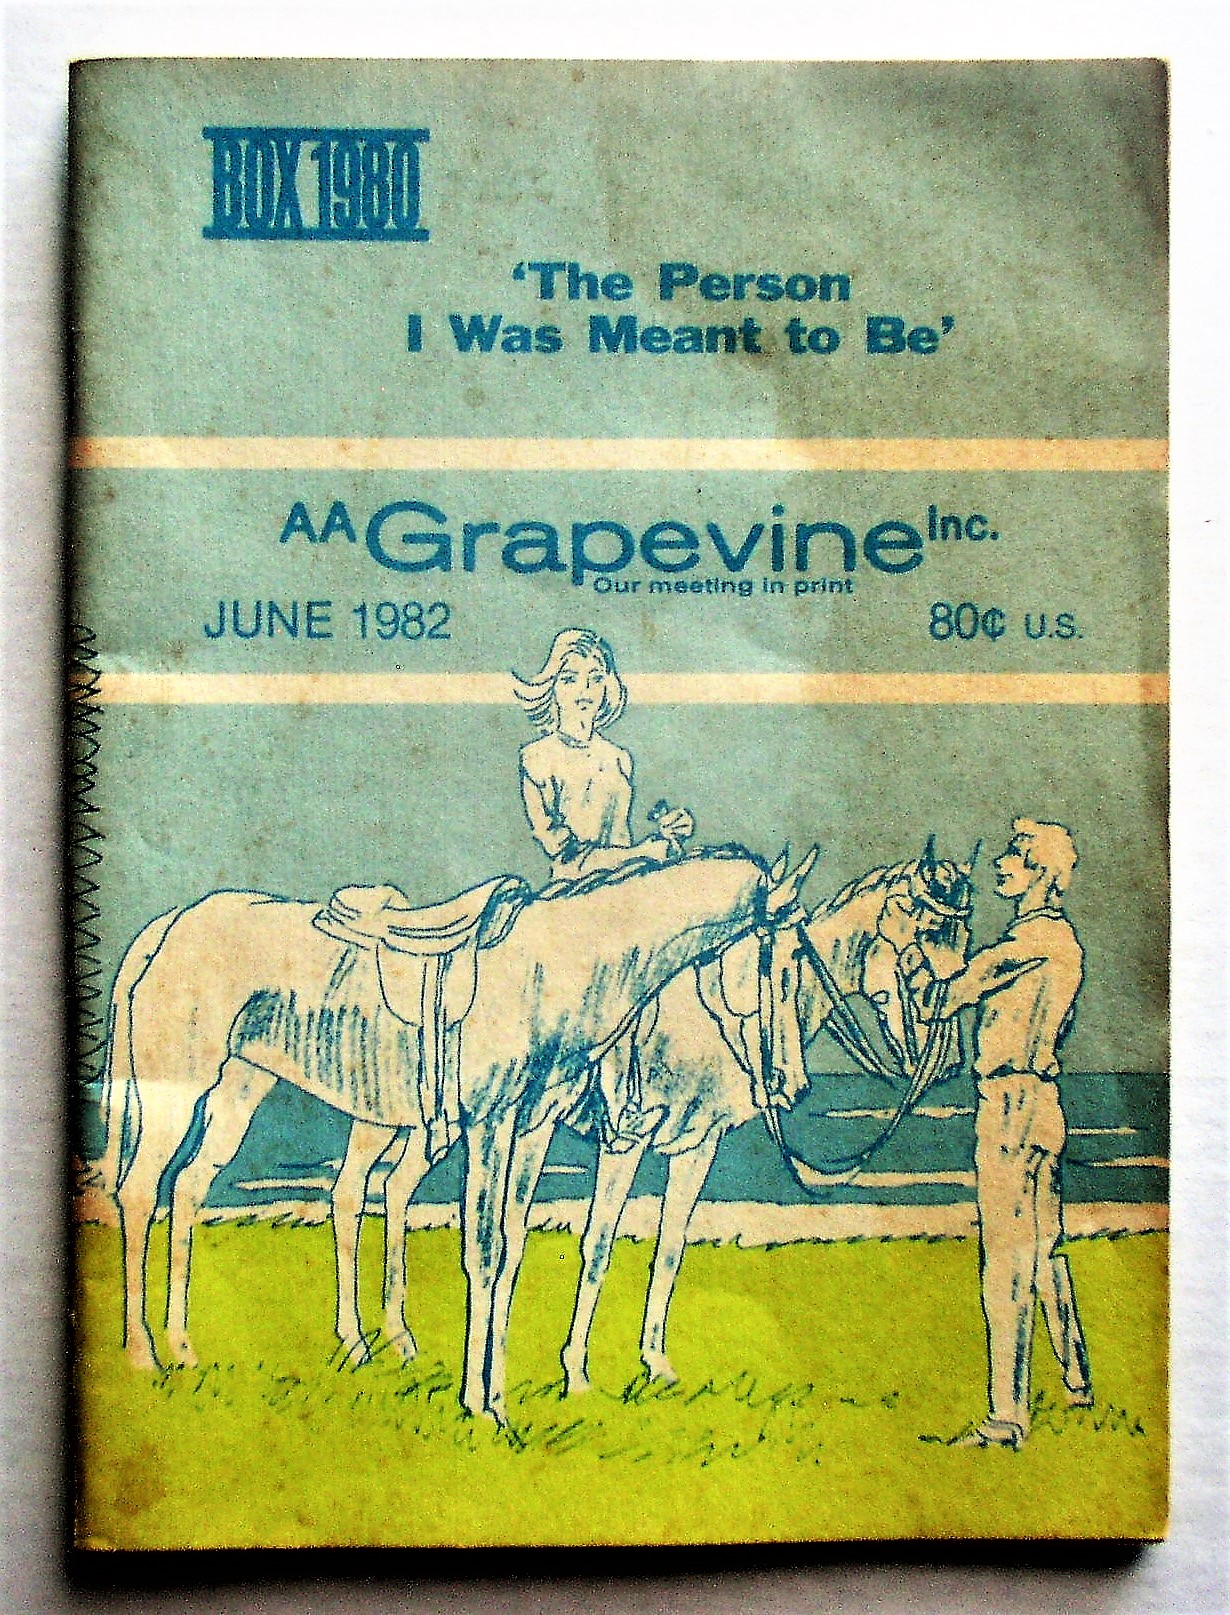 BOX 1980
‘The Person
I Was Meant to Be’
AA Grapevine Inc.
Our meeting in print
JUNE 1982 80¢ U.S.